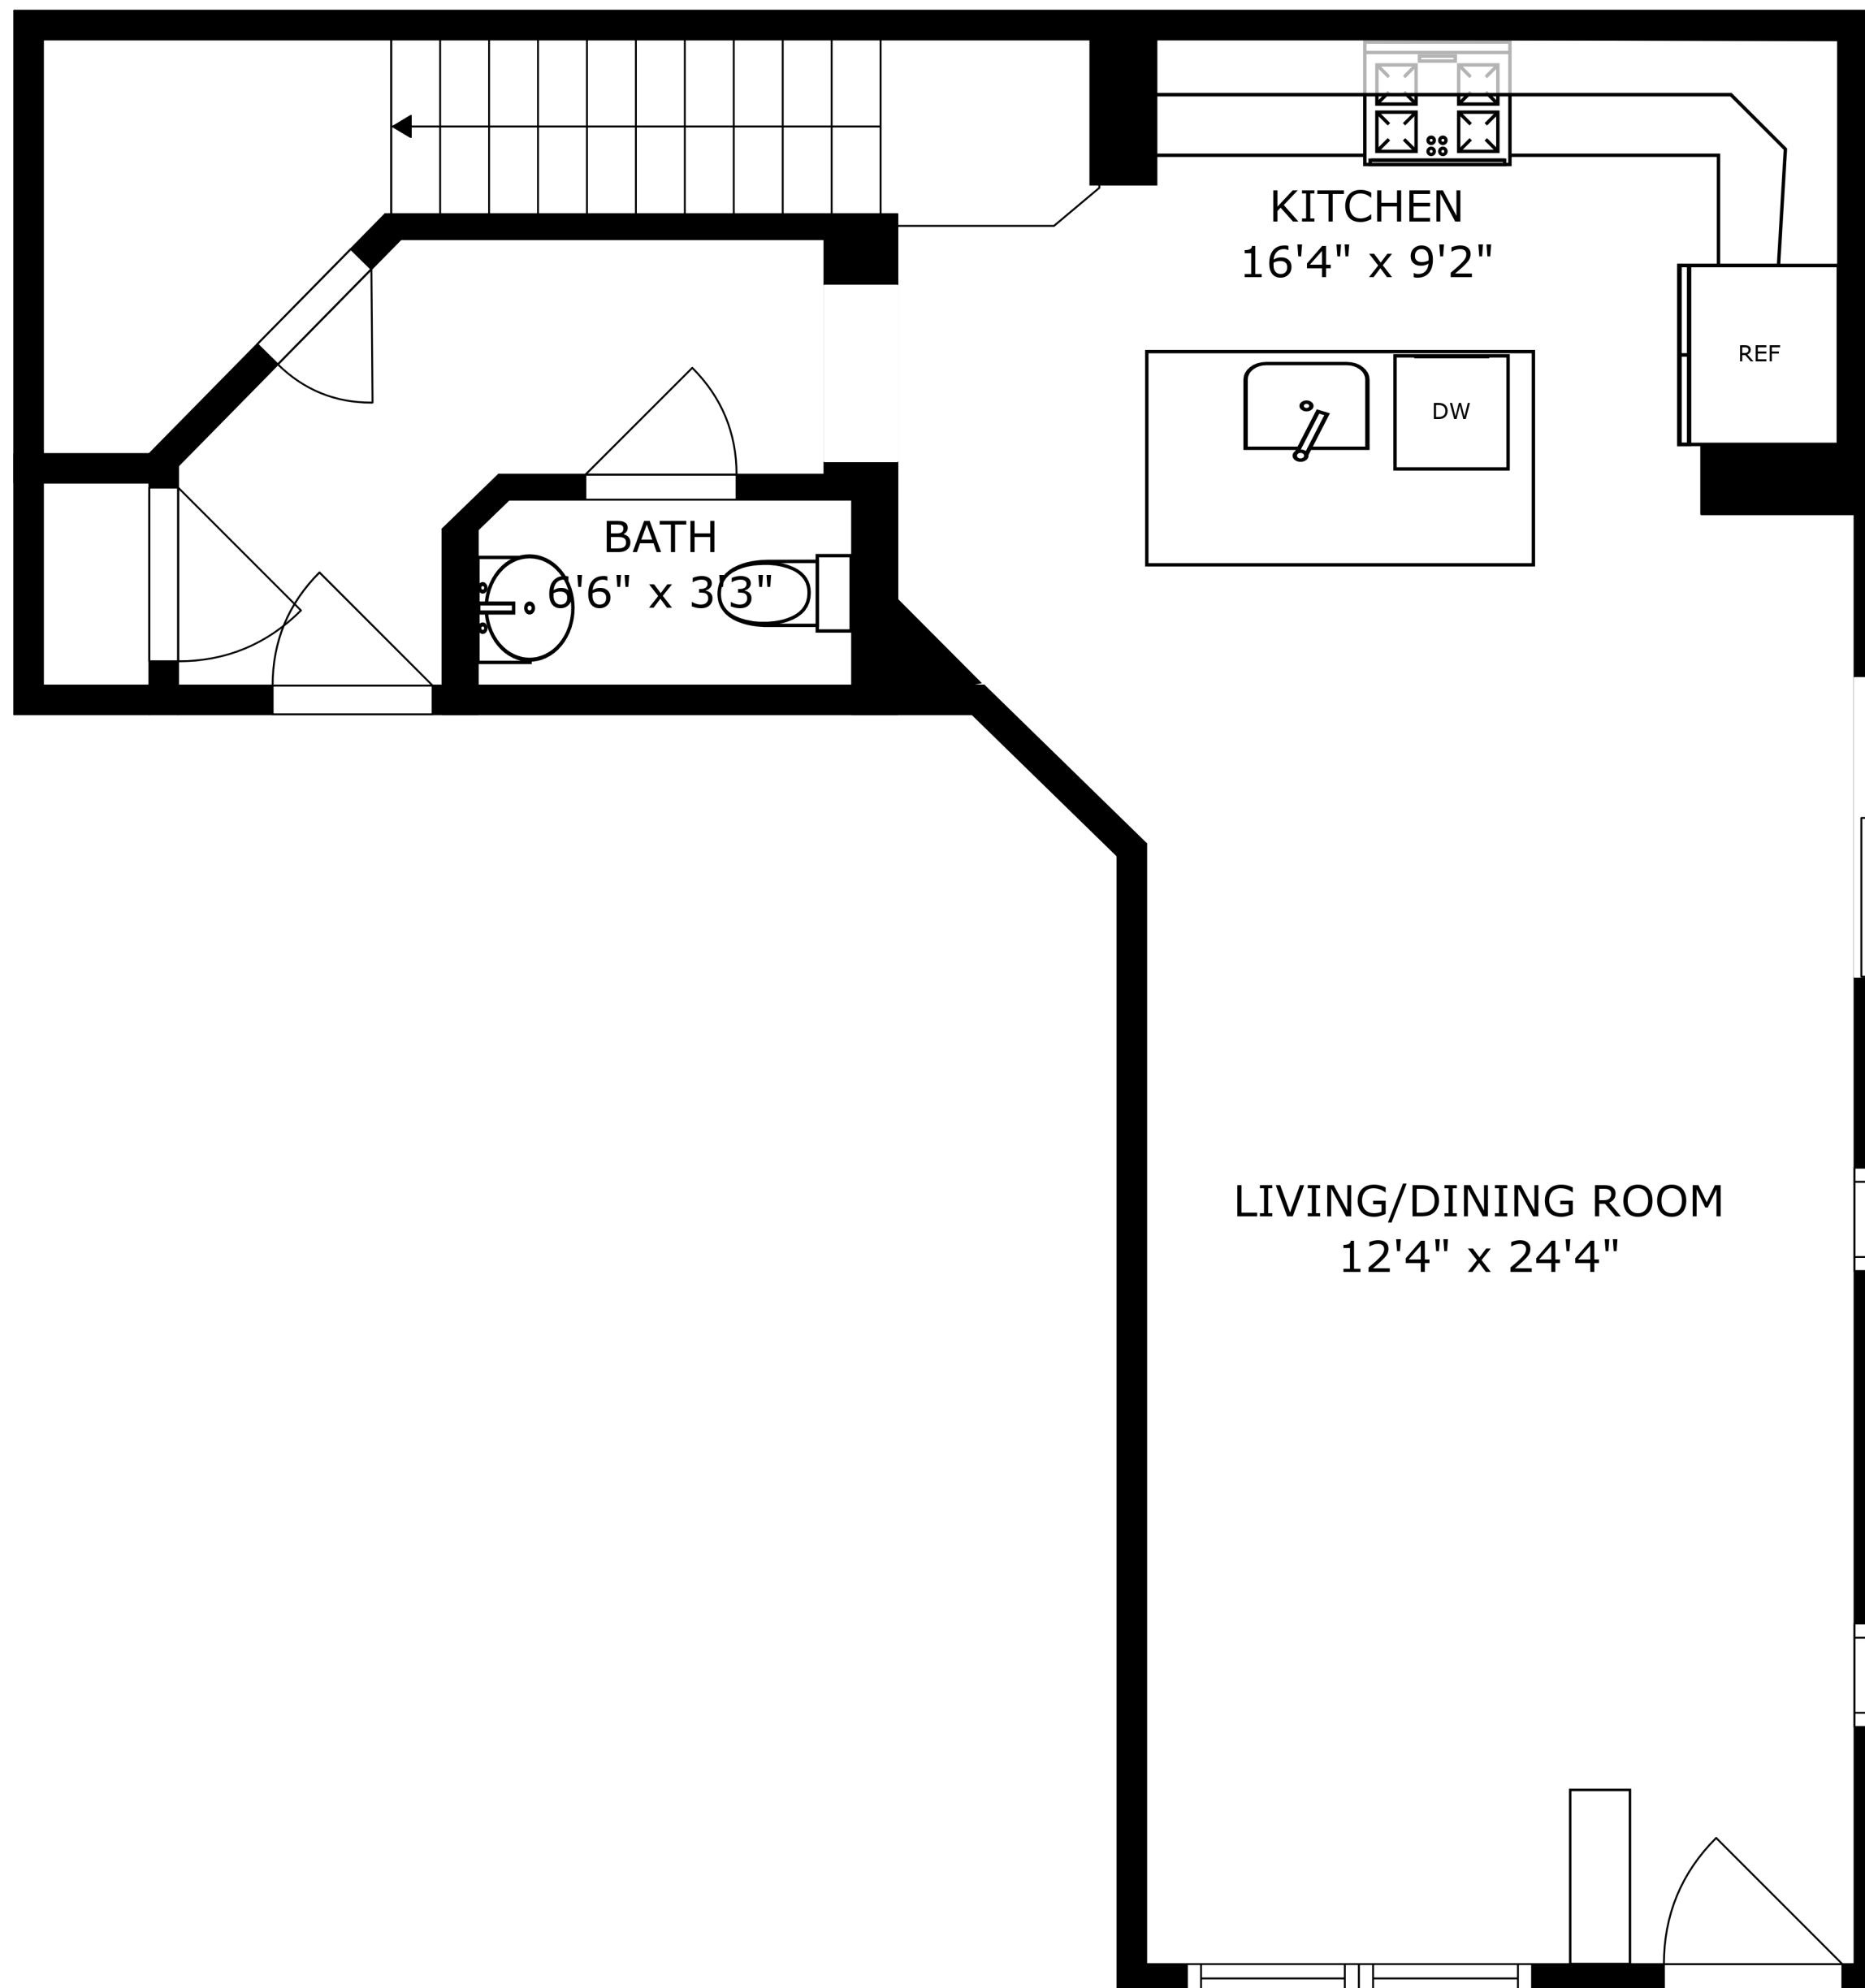 KITCHEN
16'4" x 9'2"
REF
DW
BATH
6'6" x 3'3"
LIVING/DINING ROOM
12'4" x 24'4"